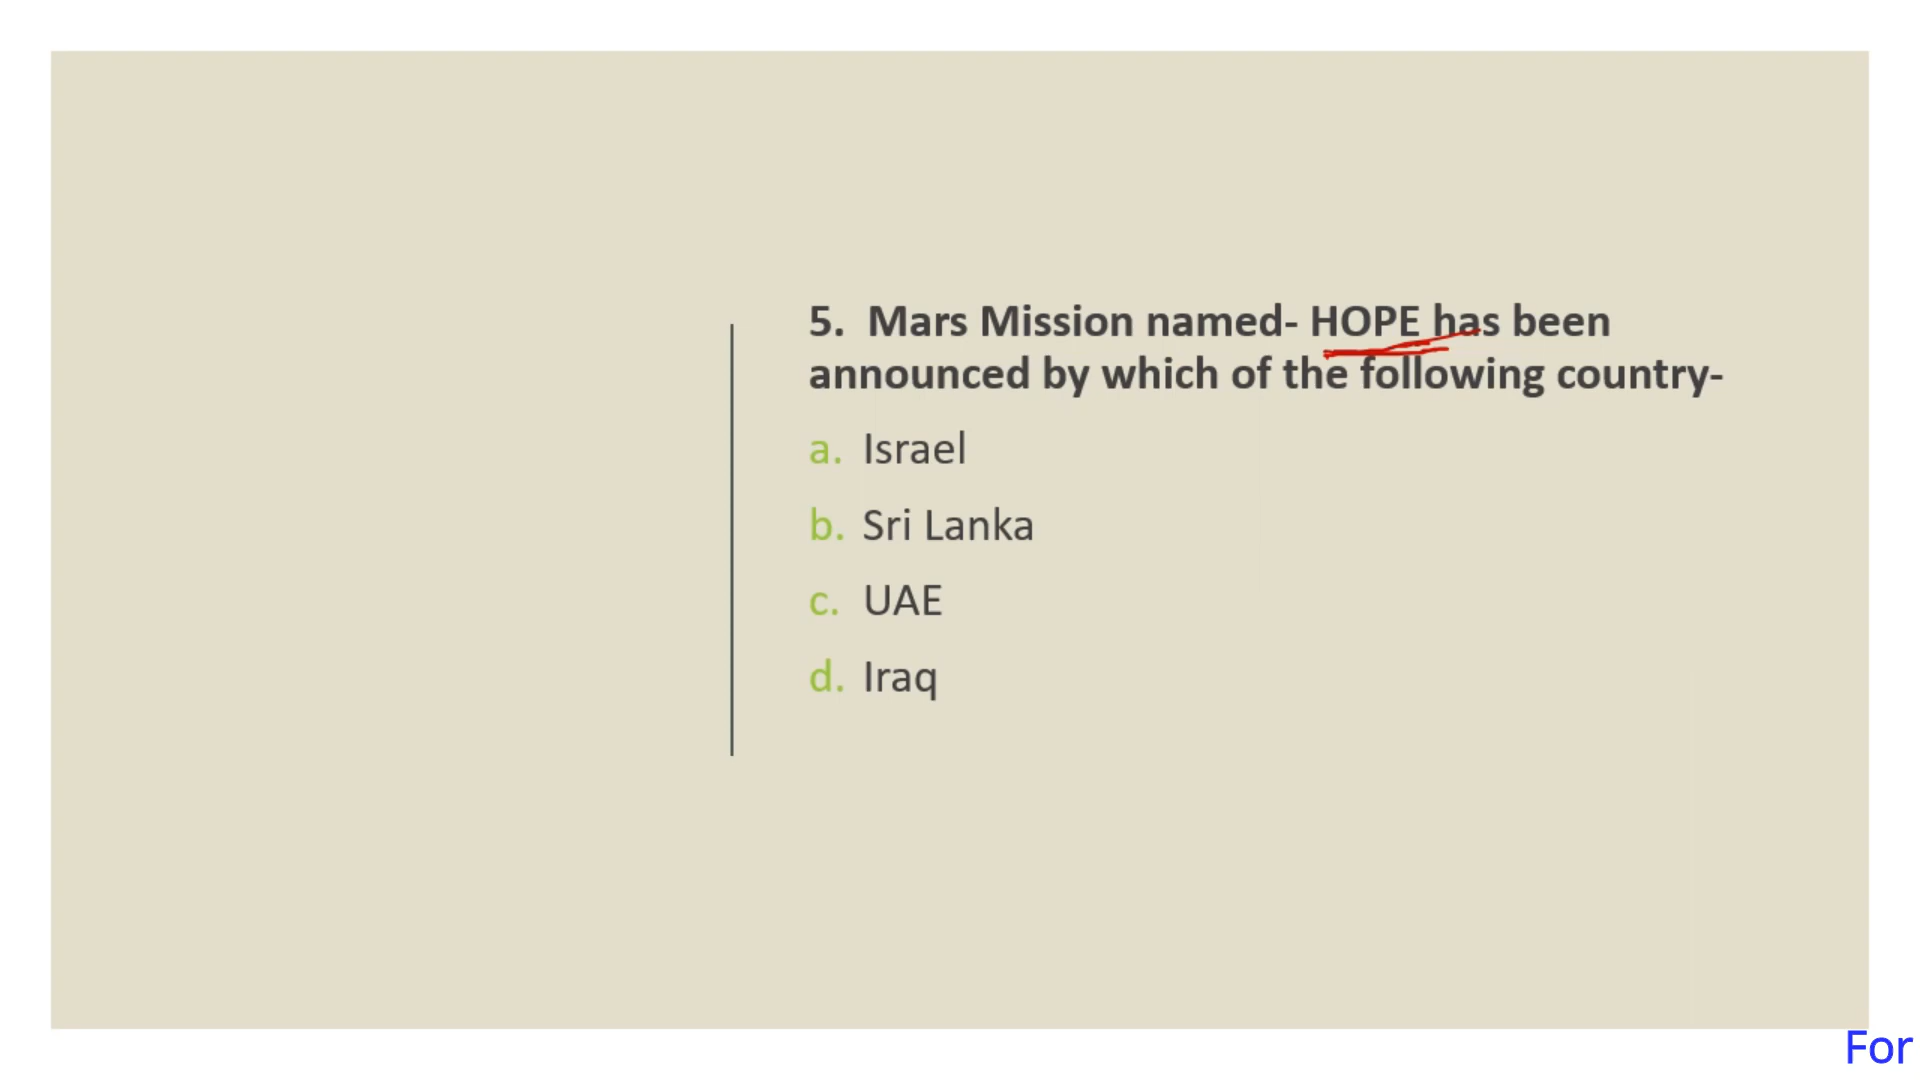 5. Mars Mission named- HOPE has been
announced by which of the following country-
a. Israel
b. Sri Lanka
c. UAE
d. Iraq
For